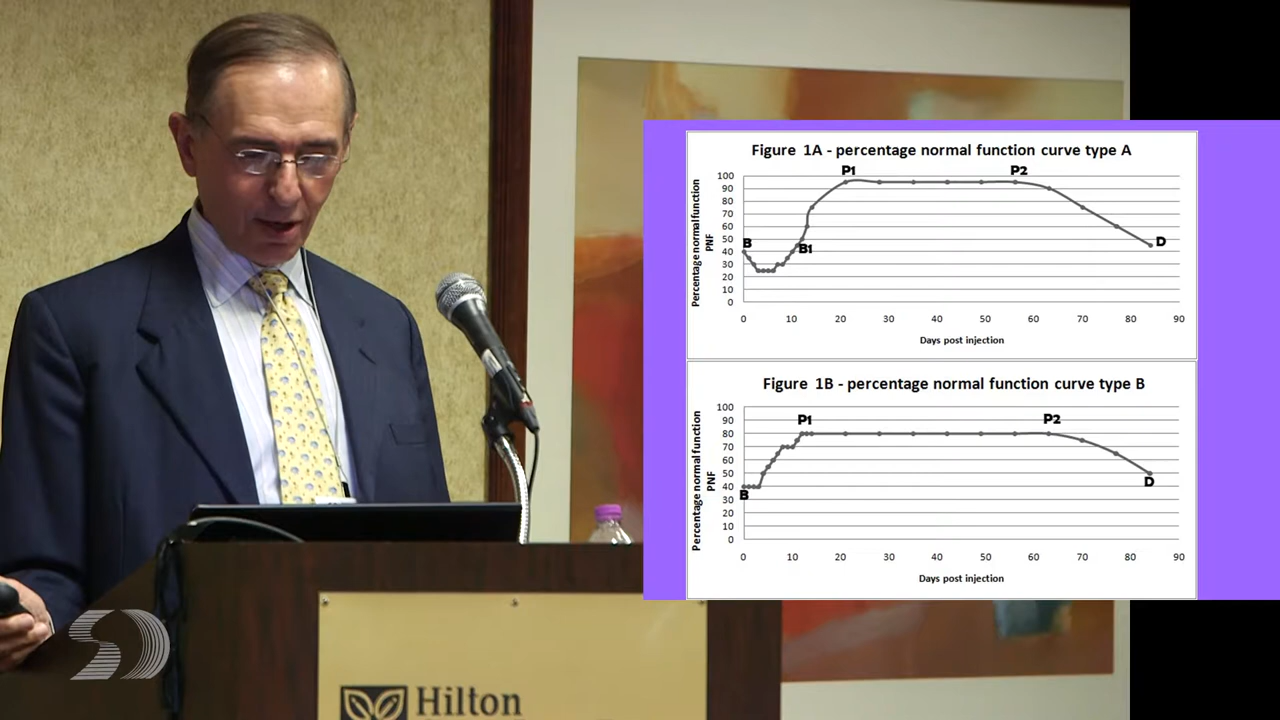 Figure 1A - percentage normal function curve type A
Percentage normal function
PNF
100
90
80
70
60
50
40
30
20
10
0
B
B1
P1
P2
D
0 10 20 30 40 50 60 70 80 90
Days post injection
Figure 1B - percentage normal function curve type B
Percentage normal function
PNF
100
90
80
70
60
50
40
30
20
10
0
B
P1
P2
D
0 10 20 30 40 50 60 70 80 90
Days post injection
SD
Hilton